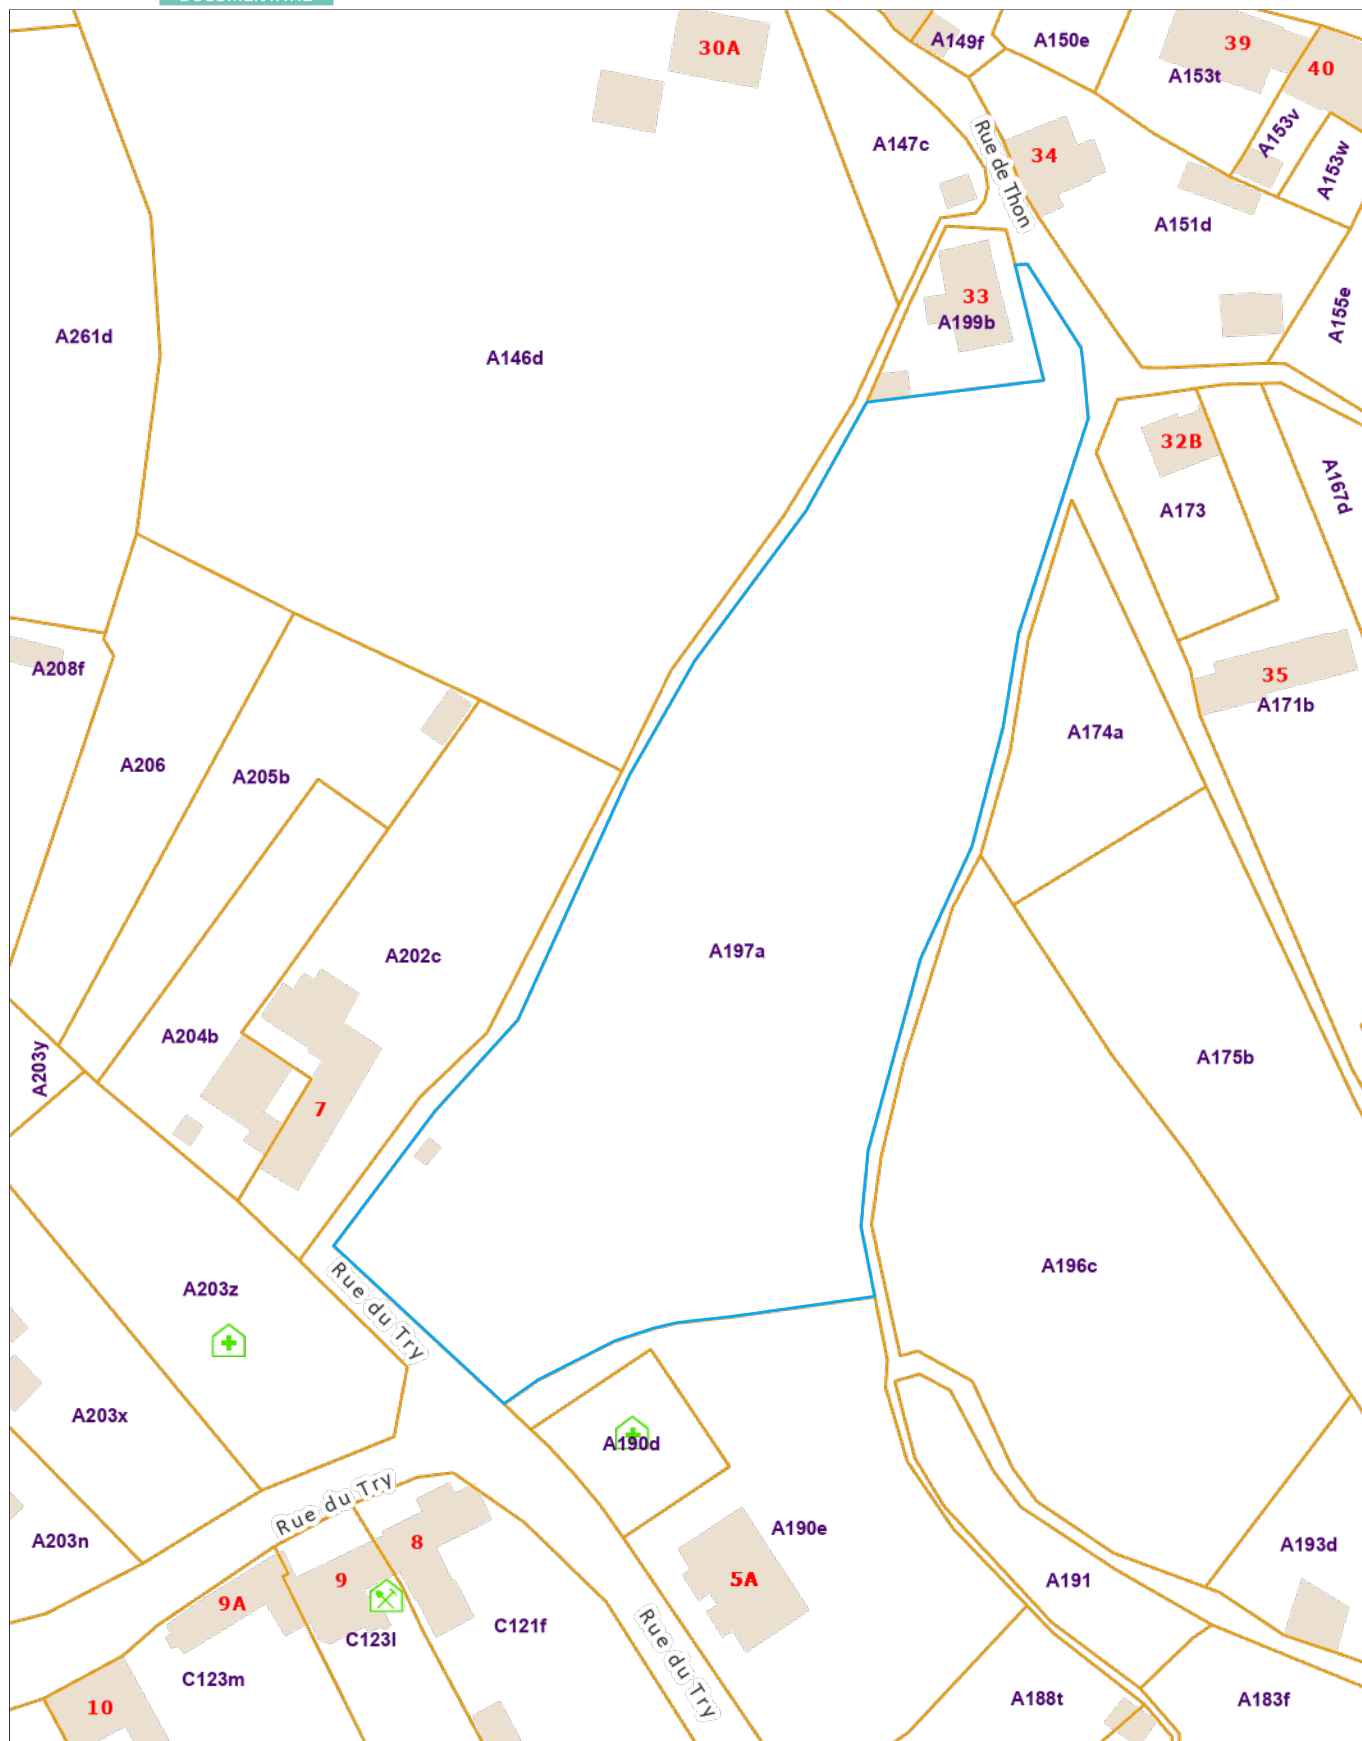 30A
A149f
A150e
39
40
A153t
A153v
A153w
A147c
Rue de Thon
34
A151d
33
A199b
A155e
A261d
A146d
32B
A173
A167d
A208f
35
A171b
A174a
A206
A205b
A202c
A197a
A204b
A203y
7
A175b
A203z
Rue du Try
A196c
A203x
A190d
Rue du Try
A190e
A203n
8
9
9A
5A
A193d
A191
C123l
C121f
Rue du Try
C123m
10
A188t
A183f